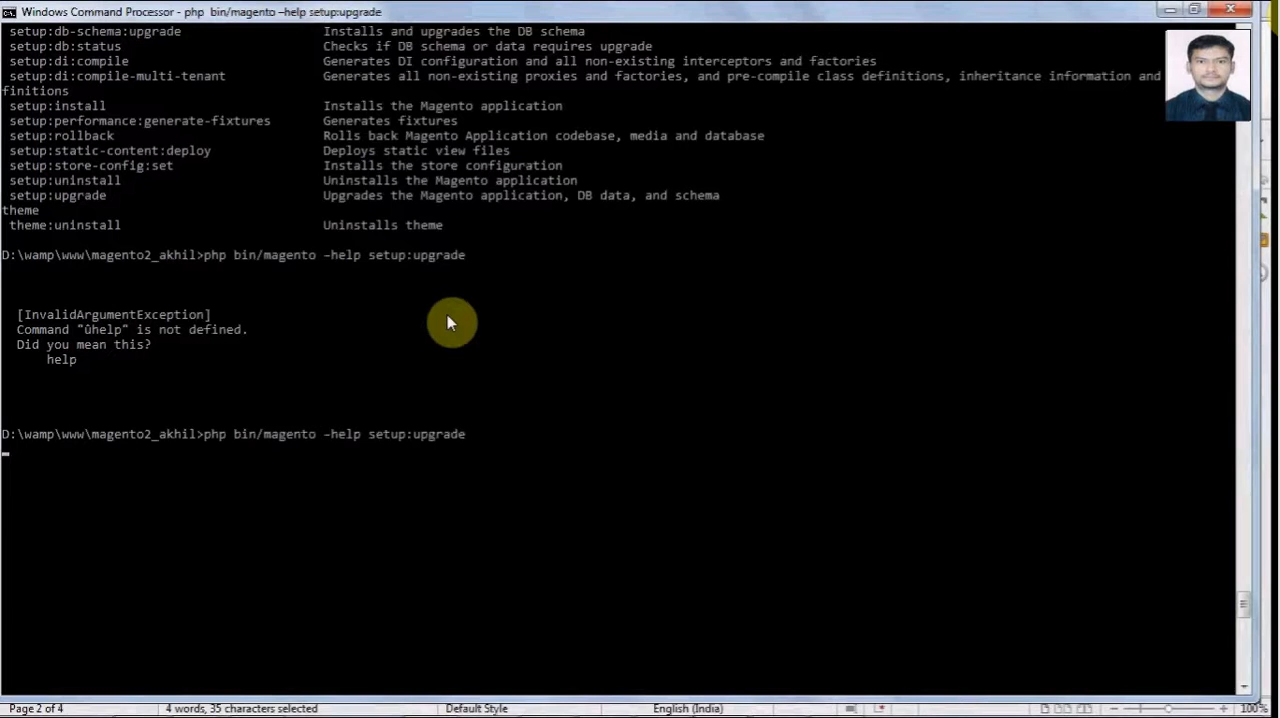 Windows Command Processor - php  bin/magento –help setup:upgrade
setup:db-schema:upgrade Installs and upgrades the DB schema
setup:db:status Checks if DB schema or data requires upgrade
setup:di:compile Generates DI configuration and all non-existing interceptors and factories
setup:di:compile-multi-tenant Generates all non-existing proxies and factories, and pre-compile class definitions, inheritance information and
finitions
setup:install Installs the Magento application
setup:performance:generate-fixtures Generates fixtures
setup:rollback Rolls back Magento Application codebase, media and database
setup:static-content:deploy Deploys static view files
setup:store-config:set Installs the store configuration
setup:uninstall Uninstalls the Magento application
setup:upgrade Upgrades the Magento application, DB data, and schema
theme
theme:uninstall Uninstalls theme
D:\wamp\www\magento2_akhil>php bin/magento –help setup:upgrade
[InvalidArgumentException]
Command "ûhelp" is not defined.
Did you mean this?
help
D:\wamp\www\magento2_akhil>php bin/magento –help setup:upgrade
Page 2 of 4 4 words, 35 characters selected Default Style English (India) 100%